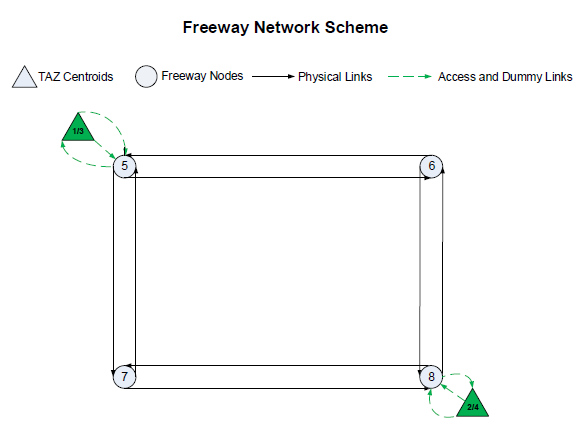 Freeway Network Scheme
TAZ Centroids
Freeway Nodes
Physical Links
Access and Dummy Links
1/3
5
6
7
8
2/4